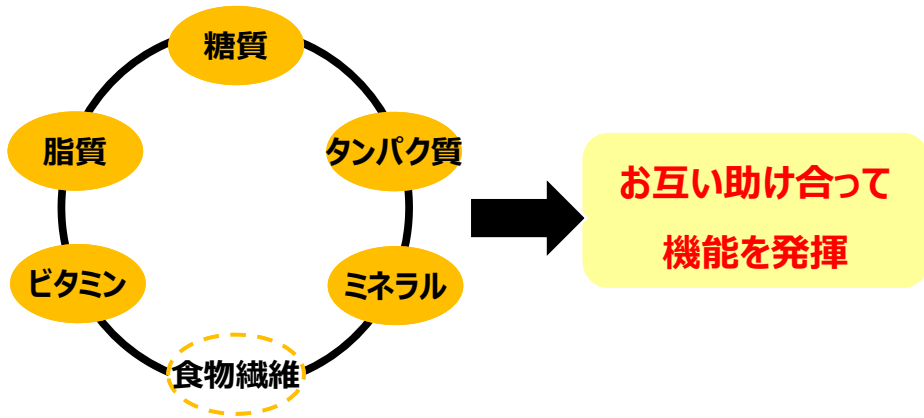 糖質
脂質
タンパク質
ビタミン
ミネラル
食物繊維
お互い助け合って
機能を発揮